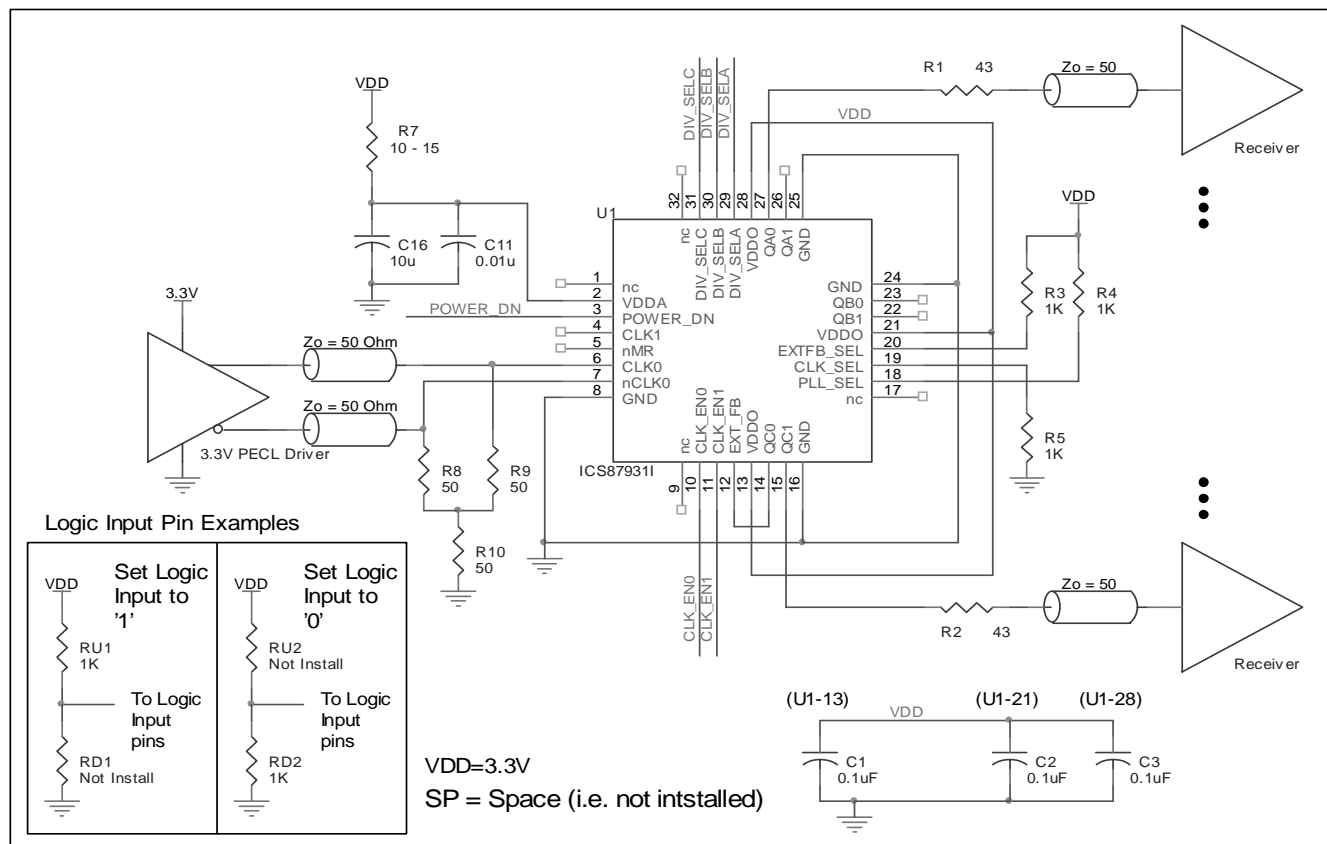 VDD
R7
10 - 15
C16
10u
C11
0.01u
DIV_SELC
DIV_SELB
DIV_SELA
VDD
R1 43
Zo = 50
Receiver
U1
32
31
30
29
28
27
26
25
nc
DIV_SELC
DIV_SELB
DIV_SELA
VDDO
QA0
QA1
GND
1
2
3
4
5
6
7
8
nc
VDDA
POWER_DN
CLK1
nMR
CLK0
nCLK0
GND
POWER_DN
24
23
22
21
20
19
18
17
GND
QB0
QB1
VDDO
EXTFB_SEL
CLK_SEL
PLL_SEL
nc
nc
CLK_EN0
CLK_EN1
EXT_FB
VDDO
QC0
QC1
GND
9
10
11
12
13
14
15
16
ICS87931I
CLK_EN0
CLK_EN1
VDD
R3
1K
R4
1K
R5
1K
3.3V
Zo = 50 Ohm
Zo = 50 Ohm
3.3V PECL Driver
R8
50
R9
50
R10
50
R2 43
Zo = 50
Receiver
Logic Input Pin Examples
VDD
Set Logic
Input to
'1'
RU1
1K
To Logic
Input
pins
RD1
Not Install
VDD
Set Logic
Input to
'0'
RU2
Not Install
To Logic
Input
pins
RD2
1K
VDD=3.3V
SP = Space (i.e. not intstalled)
(U1-13)
VDD
(U1-21)
(U1-28)
C1
0.1uF
C2
0.1uF
C3
0.1uF